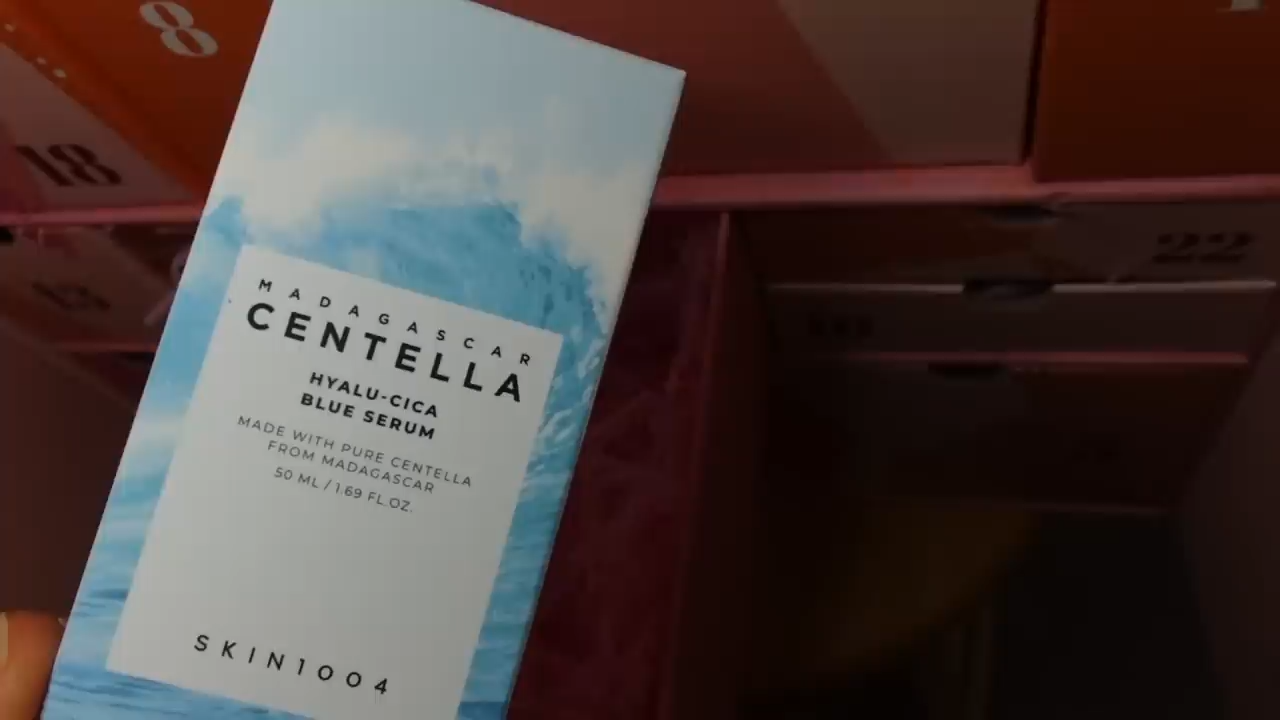 8
18
22
MADAGASCAR
CENTELLA
HYALU-CICA
BLUE SERUM
MADE WITH PURE CENTELLA
FROM MADAGASCAR
50 ML / 1.69 FL.OZ.
SKIN1004